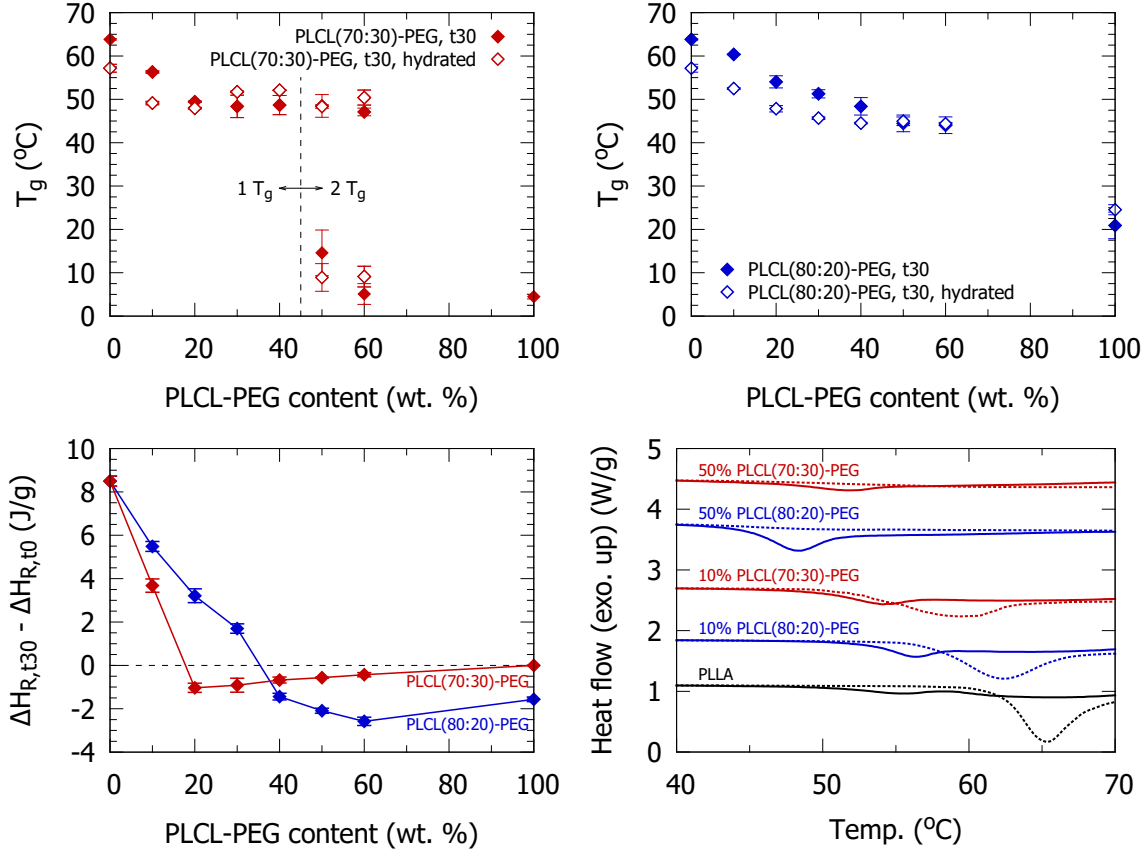 70
60
50
40
30
20
10
0
T_g (°C)
PLCL(70:30)-PEG, t30
PLCL(70:30)-PEG, t30, hydrated
1 T_g
2 T_g
0 20 40 60 80 100
PLCL-PEG content (wt. %)
70
60
50
40
30
20
10
0
T_g (°C)
PLCL(80:20)-PEG, t30
PLCL(80:20)-PEG, t30, hydrated
0 20 40 60 80 100
PLCL-PEG content (wt. %)
10
8
6
4
2
0
-2
-4
ΔH_R,t30 - ΔH_R,t0 (J/g)
PLCL(70:30)-PEG
PLCL(80:20)-PEG
0 20 40 60 80 100
PLCL-PEG content (wt. %)
5
4
3
2
1
0
Heat flow (exo. up) (W/g)
50% PLCL(70:30)-PEG
50% PLCL(80:20)-PEG
10% PLCL(70:30)-PEG
10% PLCL(80:20)-PEG
PLLA
40 50 60 70
Temp. (°C)